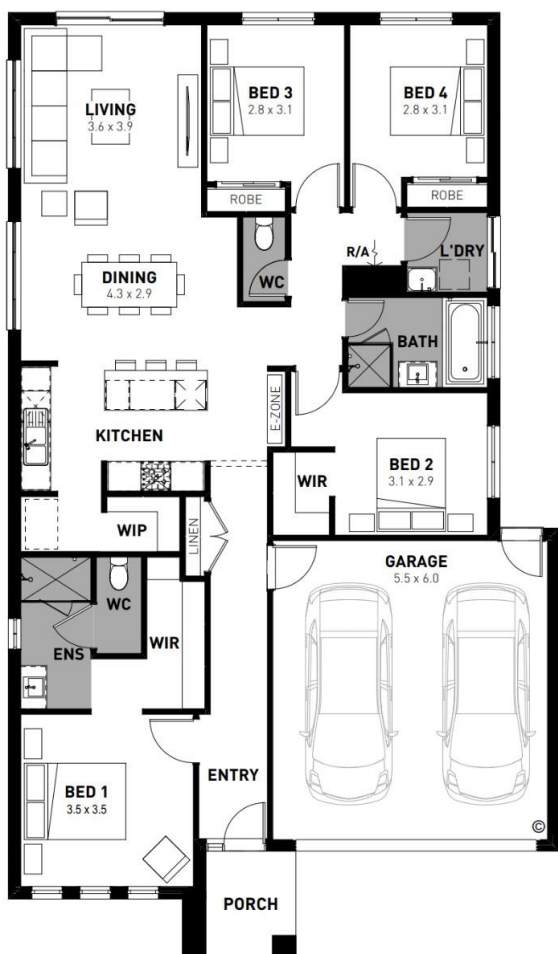 LIVING
3.6 x 3.9
BED 3
2.8 x 3.1
BED 4
2.8 x 3.1
ROBE
ROBE
WC
R/A
L'DRY
DINING
4.3 x 2.9
BATH
E-ZONE
KITCHEN
WIR
BED 2
3.1 x 2.9
WIP
LINEN
GARAGE
5.5 x 6.0
WC
ENS
WIR
BED 1
3.5 x 3.5
ENTRY
©
PORCH